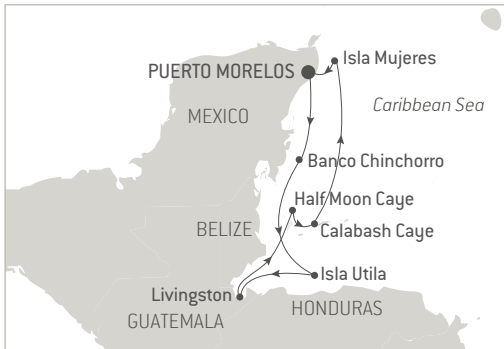 Isla Mujeres
PUERTO MORELOS
Caribbean Sea
MEXICO
Banco Chinchorro
Half Moon Caye
BELIZE
Calabash Caye
Isla Utila
Livingston
HONDURAS
GUATEMALA